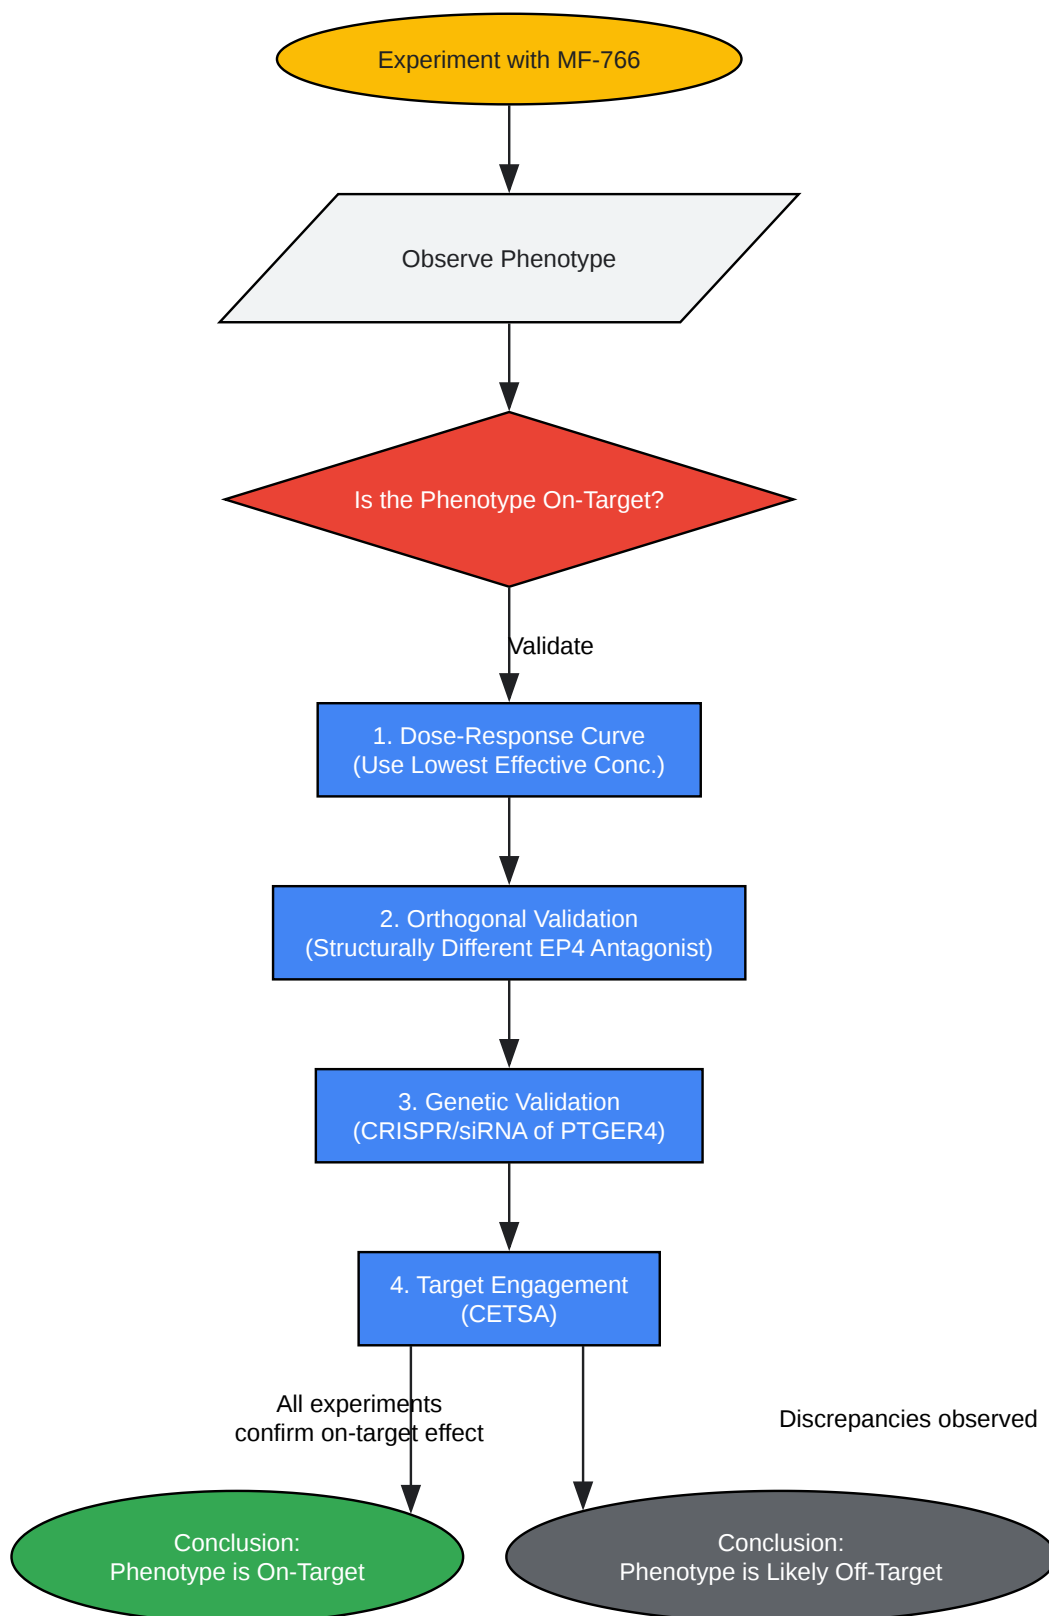 Experiment with MF-766
Observe Phenotype
Is the Phenotype On-Target?
Validate
1. Dose-Response Curve
(Use Lowest Effective Conc.)
2. Orthogonal Validation
(Structurally Different EP4 Antagonist)
3. Genetic Validation
(CRISPR/siRNA of PTGER4)
4. Target Engagement
(CETSA)
All experiments
confirm on-target effect
Discrepancies observed
Conclusion:
Phenotype is On-Target
Conclusion:
Phenotype is Likely Off-Target